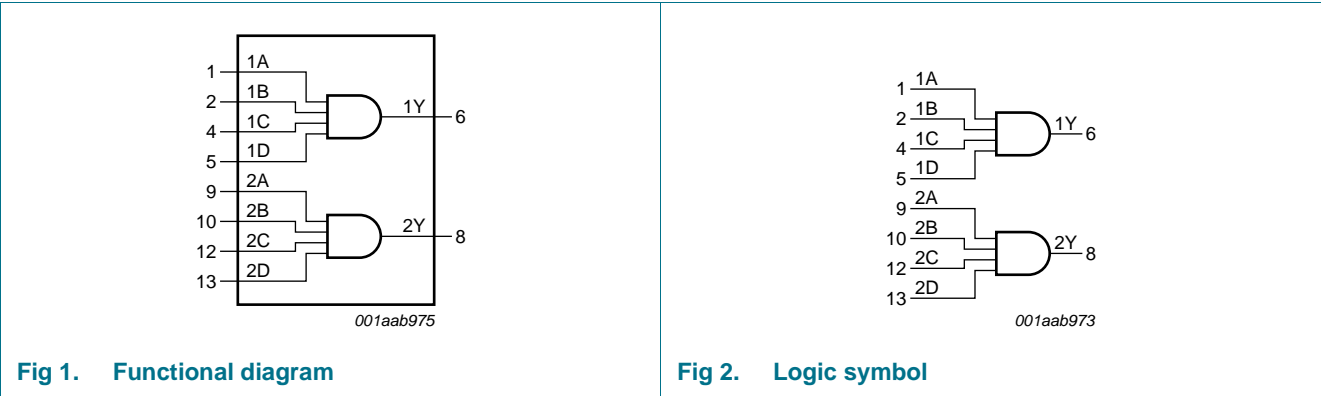 1 1A
2 1B
4 1C
5 1D
1Y 6
9 2A
10 2B
12 2C
13 2D
2Y 8
001aab975
Fig 1. Functional diagram
1 1A
2 1B
4 1C
5 1D
1Y 6
9 2A
10 2B
12 2C
13 2D
2Y 8
001aab973
Fig 2. Logic symbol